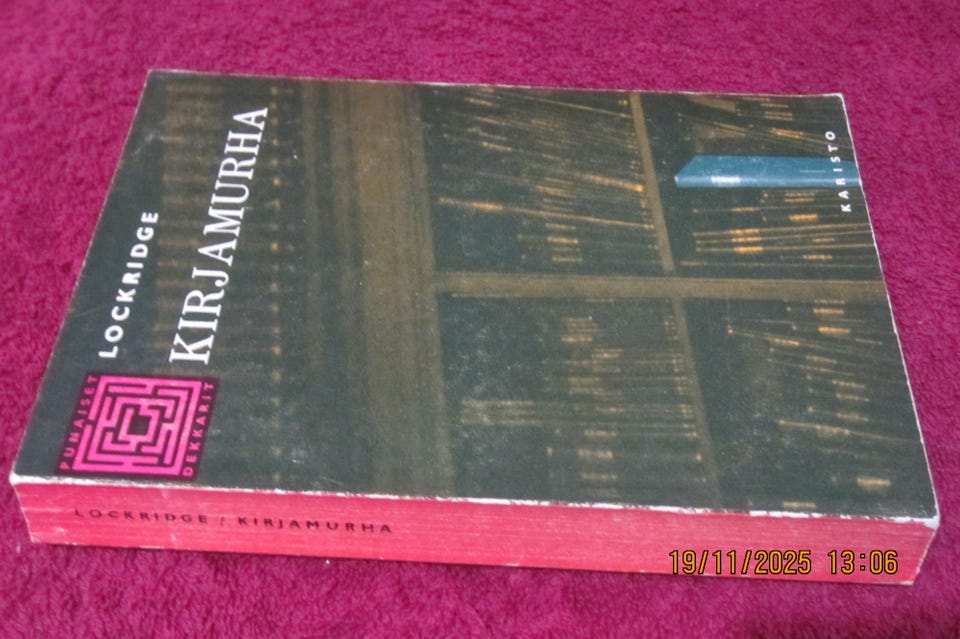 LOCKRIDGE
KIRJAMURHA
PUNAISET
DEKKARIT
KARISTO
LOCKRIDGE / KIRJAMURHA
19/11/2025 13:06